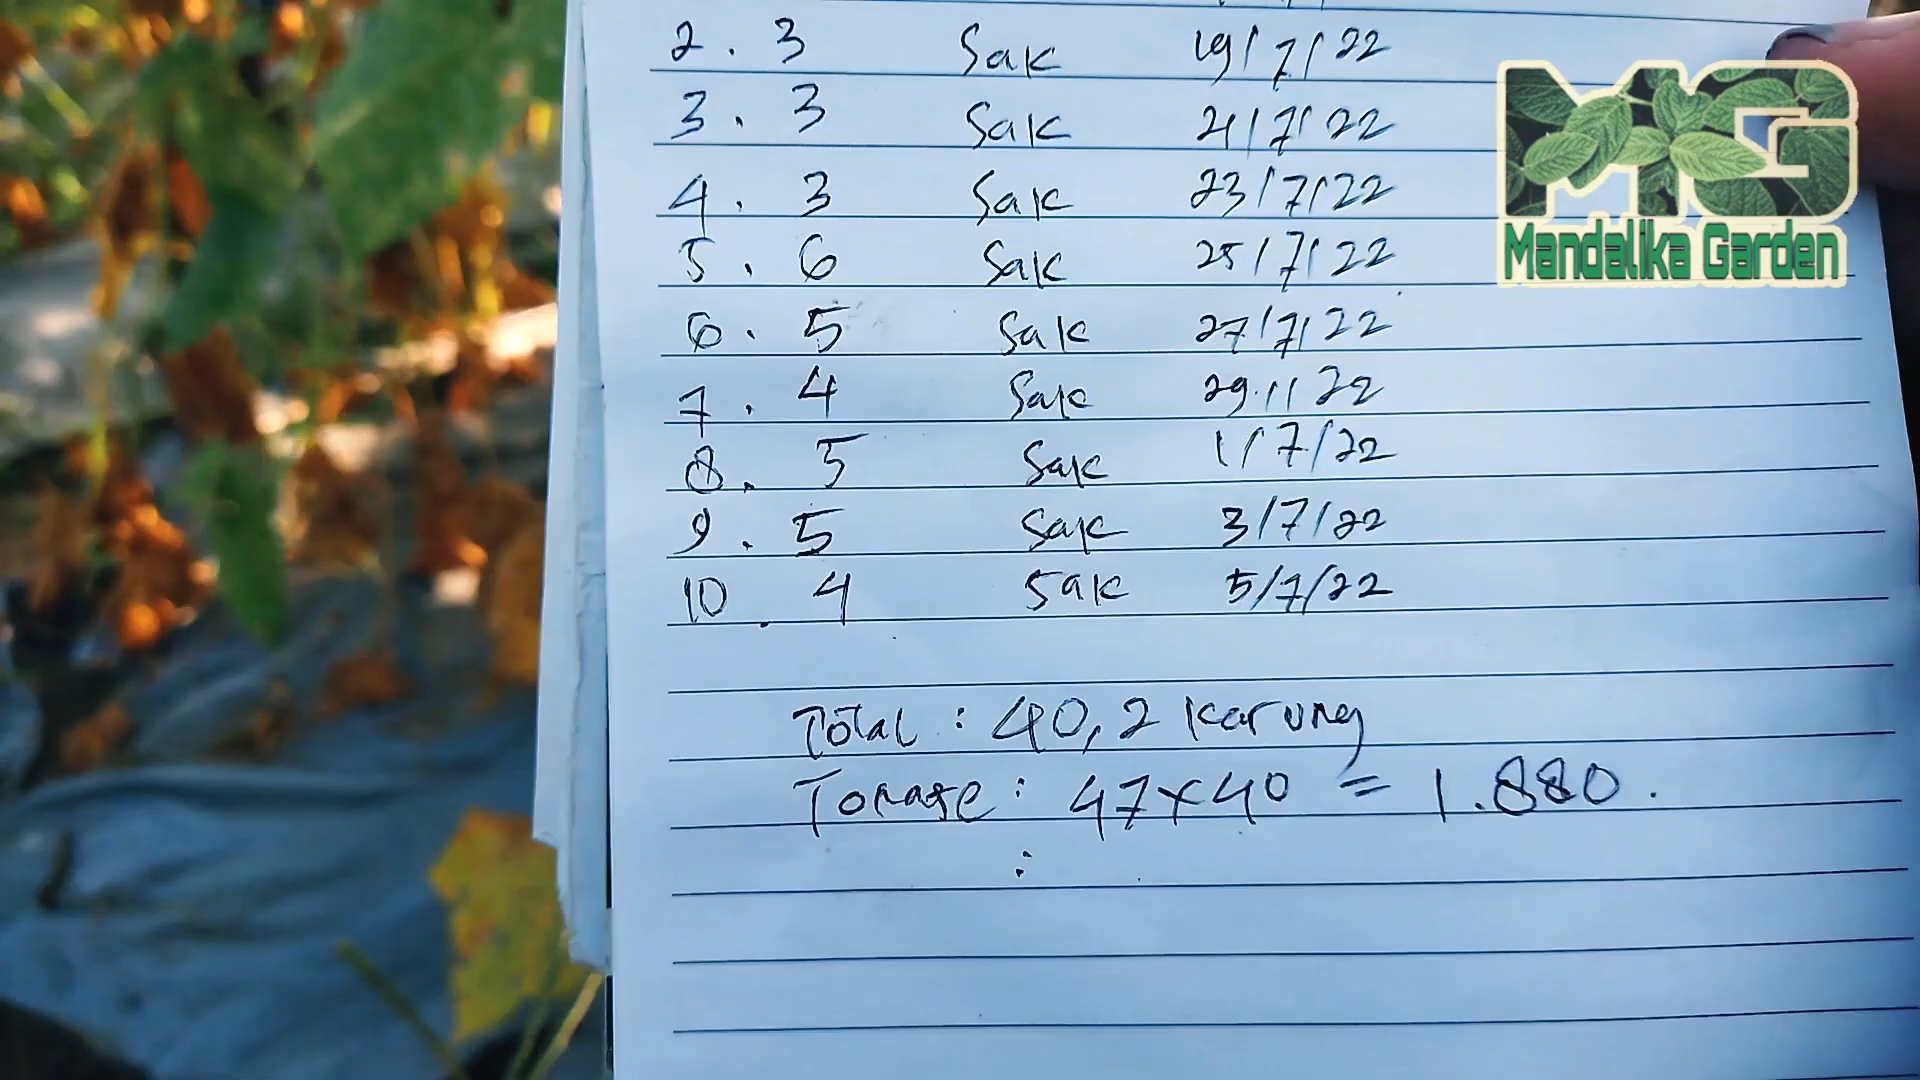 2. 3 Sak 19/7/22
3. 3 Sak 21/7/22
4. 3 Sak 23/7/22
5. 6 Sak 25/7/22
6. 5 Sak 27/7/22
7. 4 Sak 29.11 22
8. 5 Sak 1/7/22
9. 5 Sak 3/7/22
10. 4 Sak 5/7/22
Total : 40,2 Karung
Tonase : 47x40 = 1.880.
:
MG
Mandalika Garden